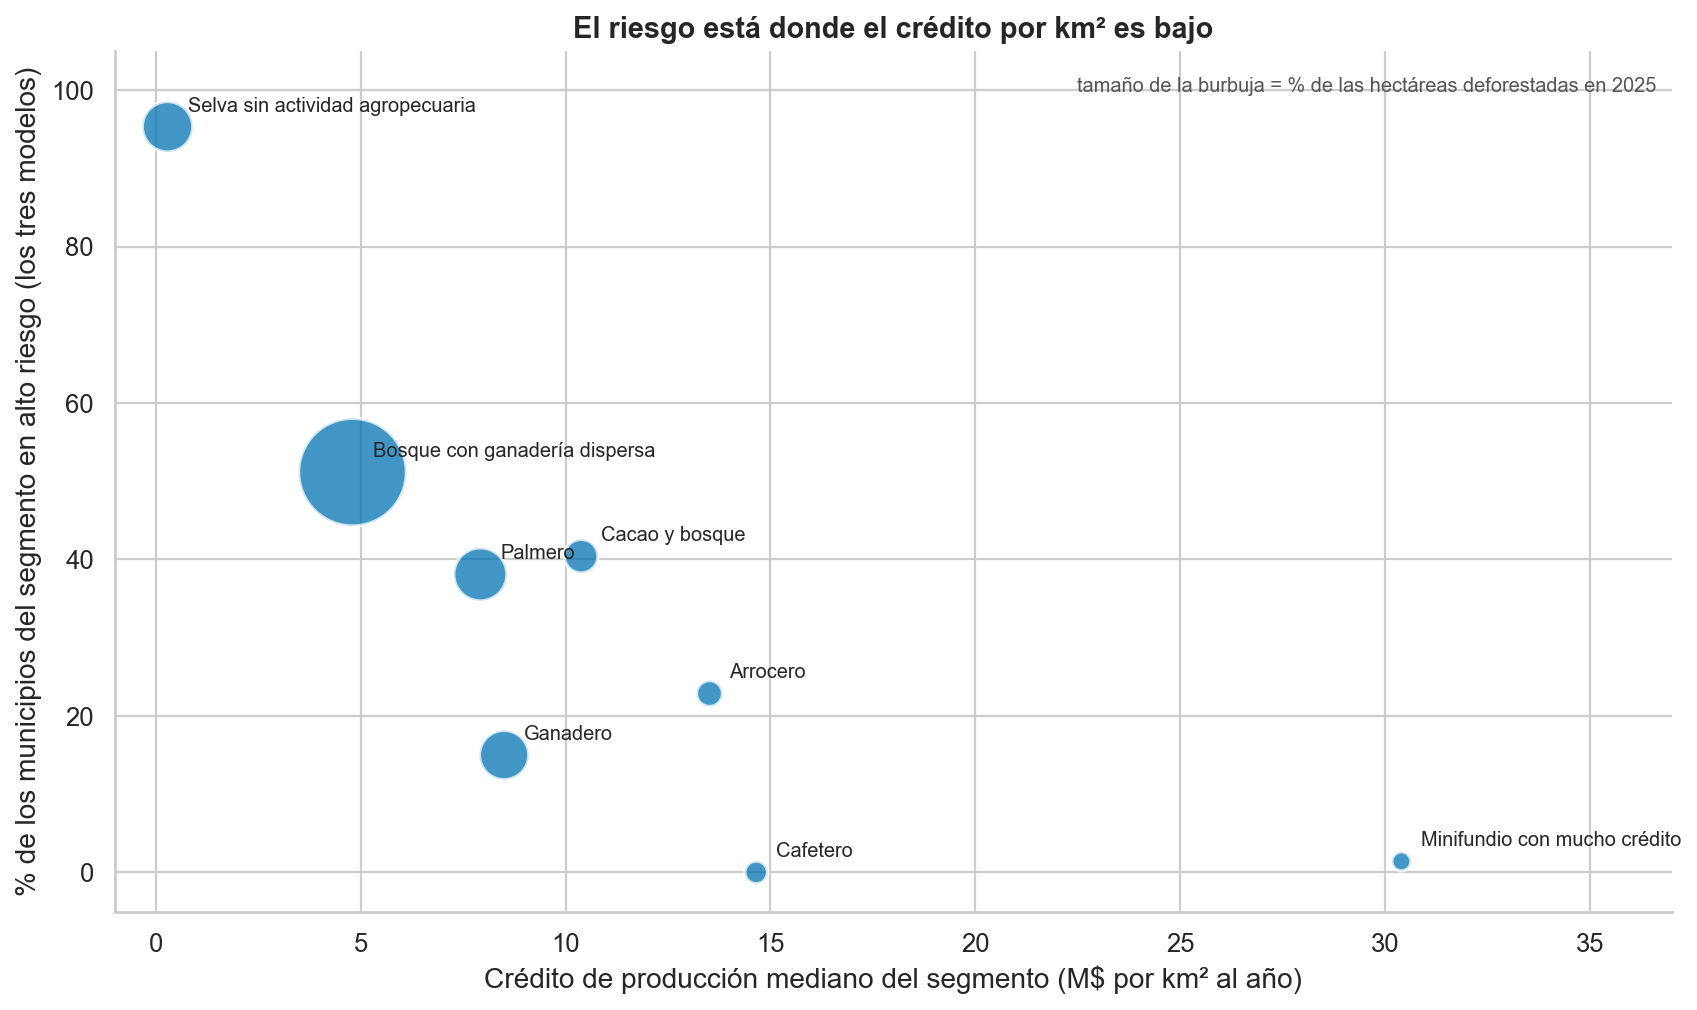 El riesgo está donde el crédito por km² es bajo
% de los municipios del segmento en alto riesgo (los tres modelos)
100
80
60
40
20
0
tamaño de la burbuja = % de las hectáreas deforestadas en 2025
Selva sin actividad agropecuaria
Bosque con ganadería dispersa
Cacao y bosque
Palmero
Arrocero
Ganadero
Minifundio con mucho crédito
Cafetero
0 5 10 15 20 25 30 35
Crédito de producción mediano del segmento (M$ por km² al año)